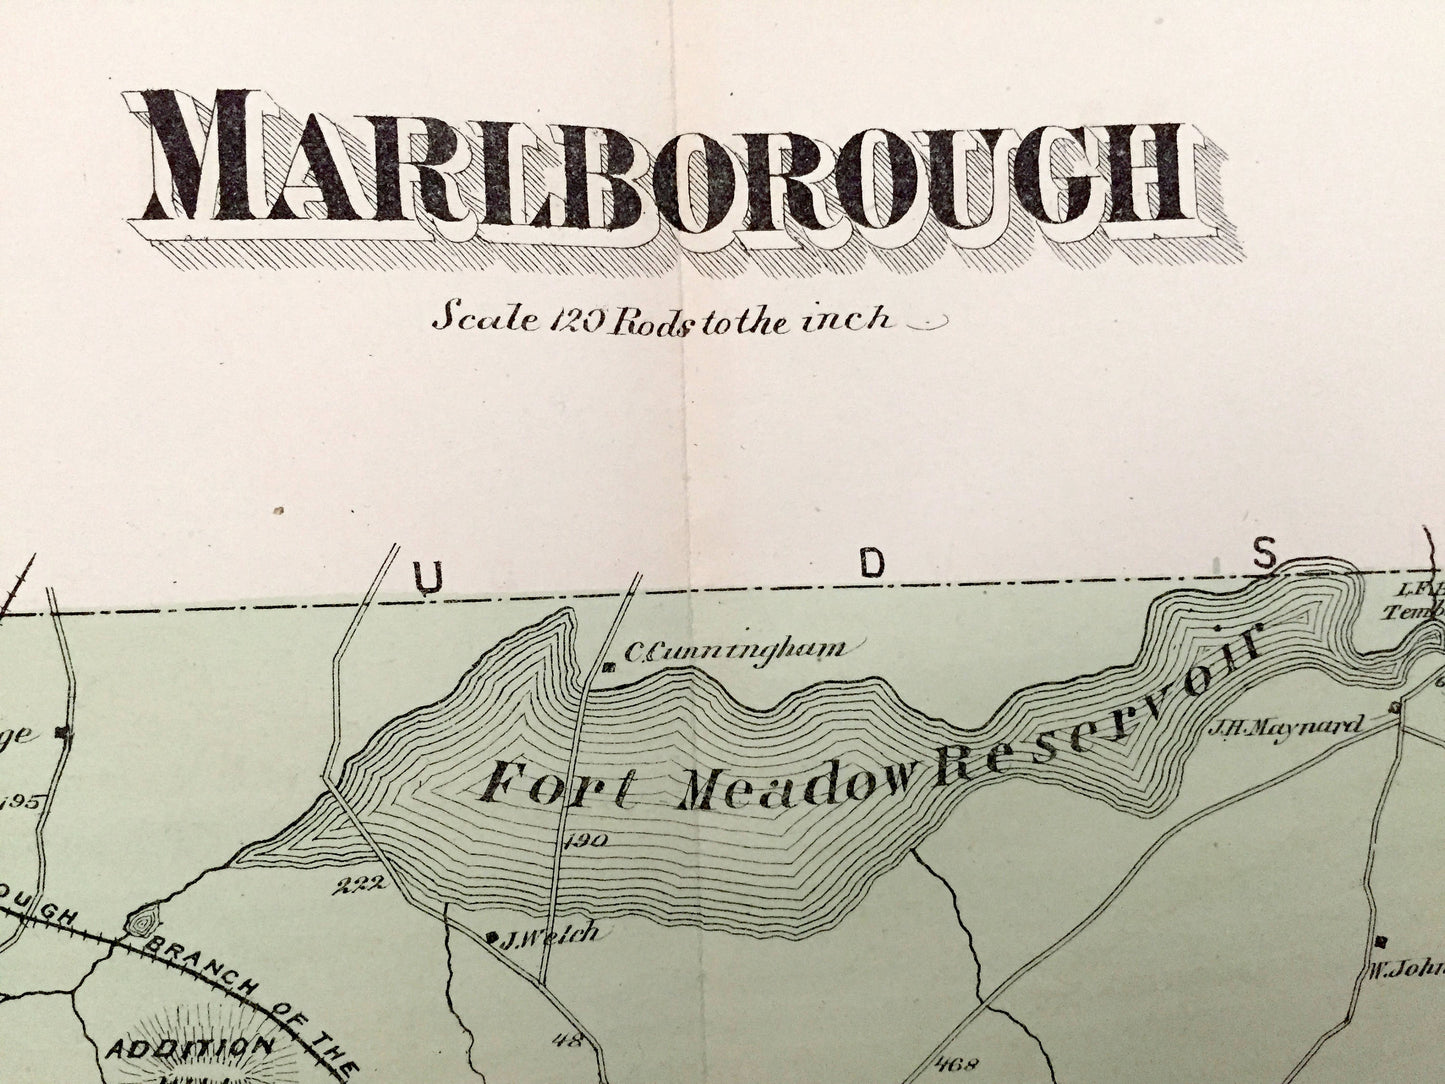 MARLBOROUGH
Scale 120 Rods to the inch
U D S
C. Cunningham
J.H. Maynard
Fort Meadow Reservoir
195
190
222
J. Welch
W. John
BRANCH OF THE
ADDITION
48
468